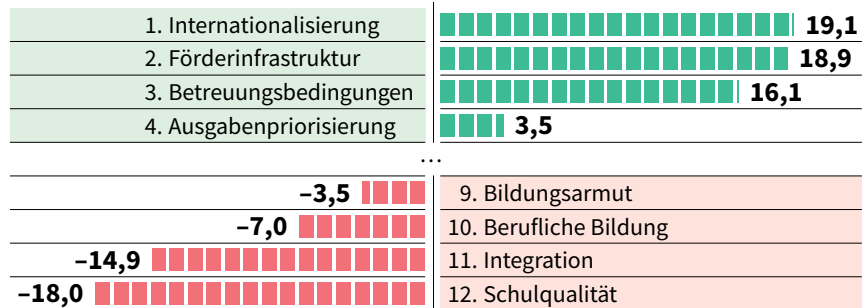 1. Internationalisierung 19,1
2. Förderinfrastruktur 18,9
3. Betreuungsbedingungen 16,1
4. Ausgabenpriorisierung 3,5
...
–3,5 9. Bildungsarmut
–7,0 10. Berufliche Bildung
–14,9 11. Integration
–18,0 12. Schulqualität